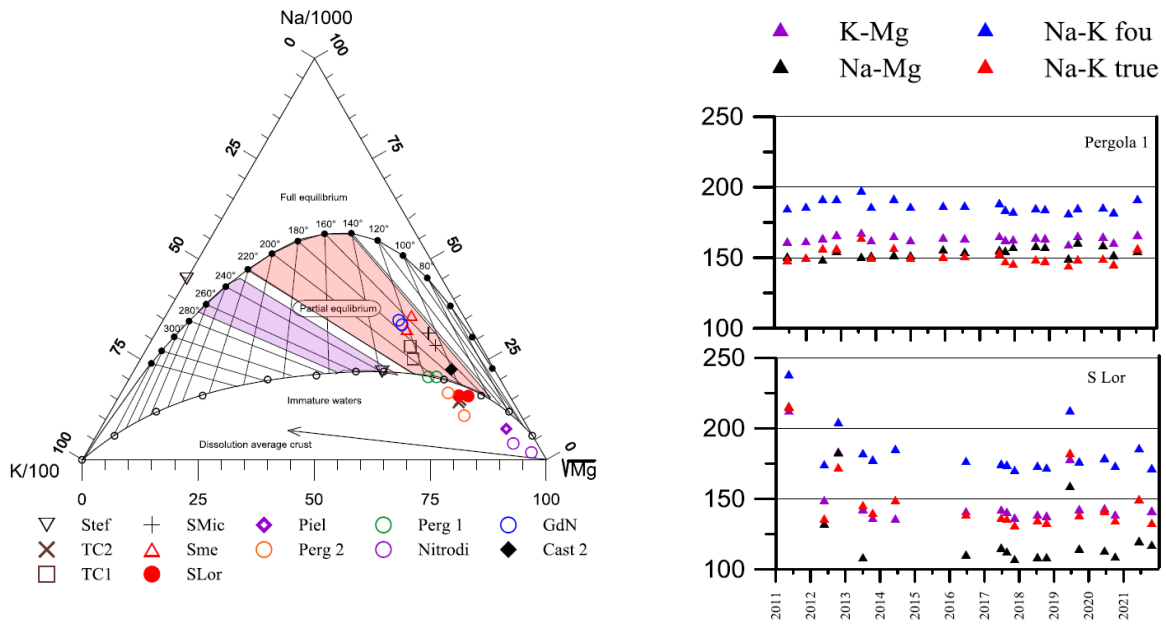 Na/1000
0
100
25
75
50
50
75
25
100
0
K/100
√Mg
Full equilibrium
Partial equilibrium
Immature waters
Dissolution average crust
300°
280°
260°
240°
220°
200°
180°
160°
140°
120°
100°
80°
0 25 50 75 100
Stef SMic Piel Perg 1 GdN
TC2 Sme Perg 2 Nitrodi Cast 2
TC1 SLor
K-Mg Na-K fou
Na-Mg Na-K true
Pergola 1
250
200
150
100
S Lor
250
200
150
100
2011 2012 2013 2014 2015 2016 2017 2018 2019 2020 2021